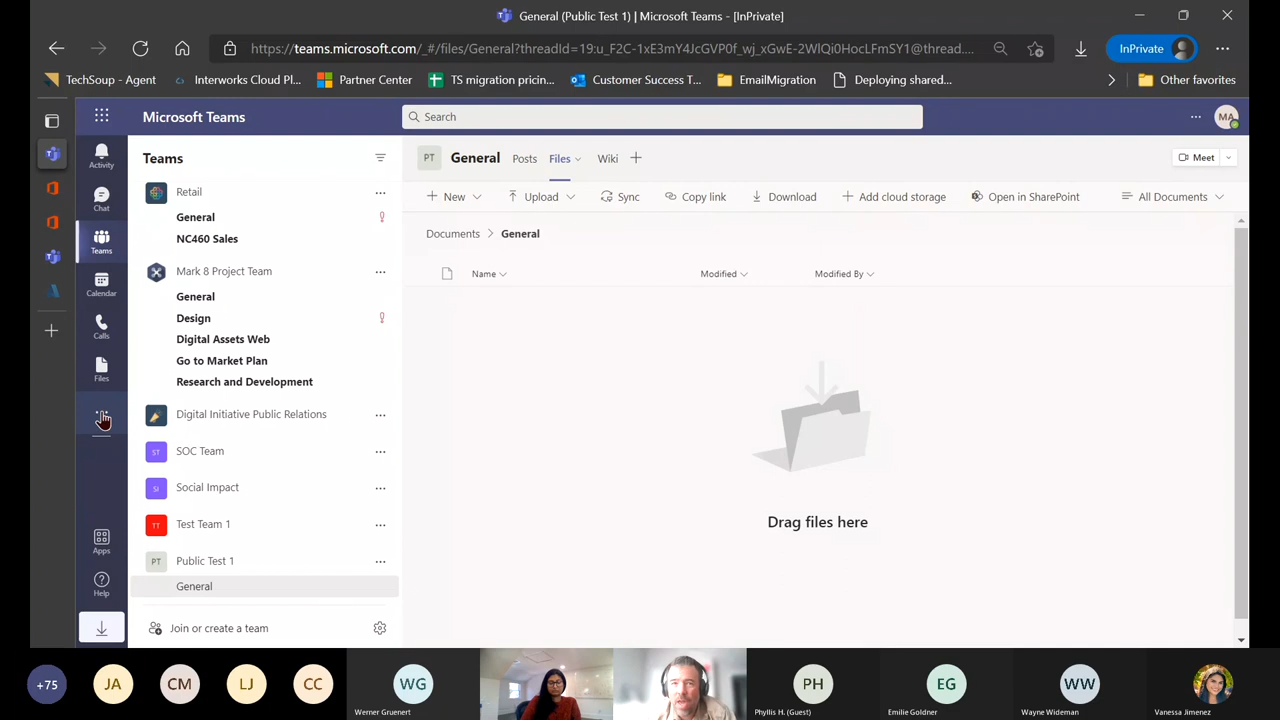 General (Public Test 1) | Microsoft Teams - [InPrivate]
https://teams.microsoft.com/_#/files/General?threadId=19:u_F2C-1xE3mY4JcGVP0f_wj_xGwE-2WlQi0HocLFmSY1@thread....
InPrivate
TechSoup - Agent
Interworks Cloud Pl...
Partner Center
TS migration pricin...
Customer Success T...
EmailMigration
Deploying shared...
Other favorites
Microsoft Teams
Search
MA
Activity
Chat
Teams
Calendar
Calls
Files
Apps
Help
Teams
Retail
General
NC460 Sales
Mark 8 Project Team
General
Design
Digital Assets Web
Go to Market Plan
Research and Development
Digital Initiative Public Relations
ST
SOC Team
SI
Social Impact
TT
Test Team 1
PT
Public Test 1
General
Join or create a team
PT
General
Posts
Files
Wiki
Meet
New
Upload
Sync
Copy link
Download
Add cloud storage
Open in SharePoint
All Documents
Documents > General
Name
Modified
Modified By
Drag files here
+75
JA
CM
LJ
CC
WG
Werner Gruenert
PH
Phyllis H. (Guest)
EG
Emilie Goldner
WW
Wayne Wideman
Vanessa Jimenez